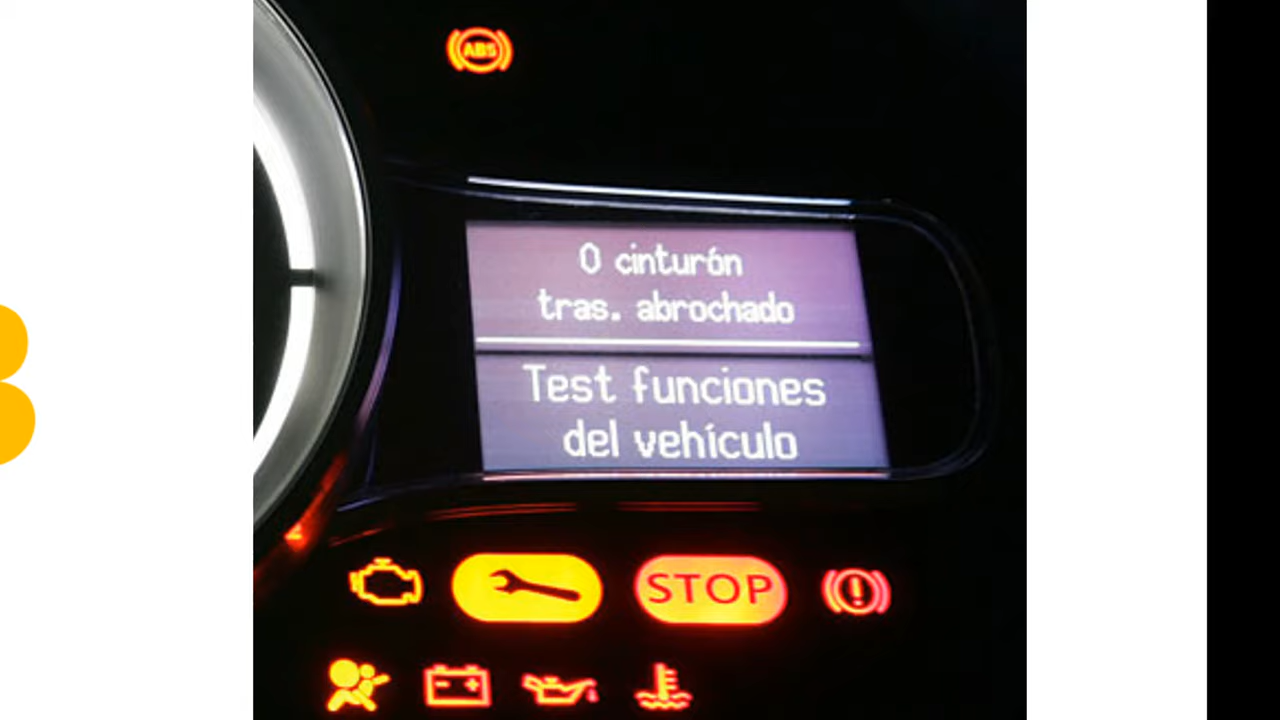 ABS
0 cinturón
tras. abrochado
Test funciones
del vehículo
STOP